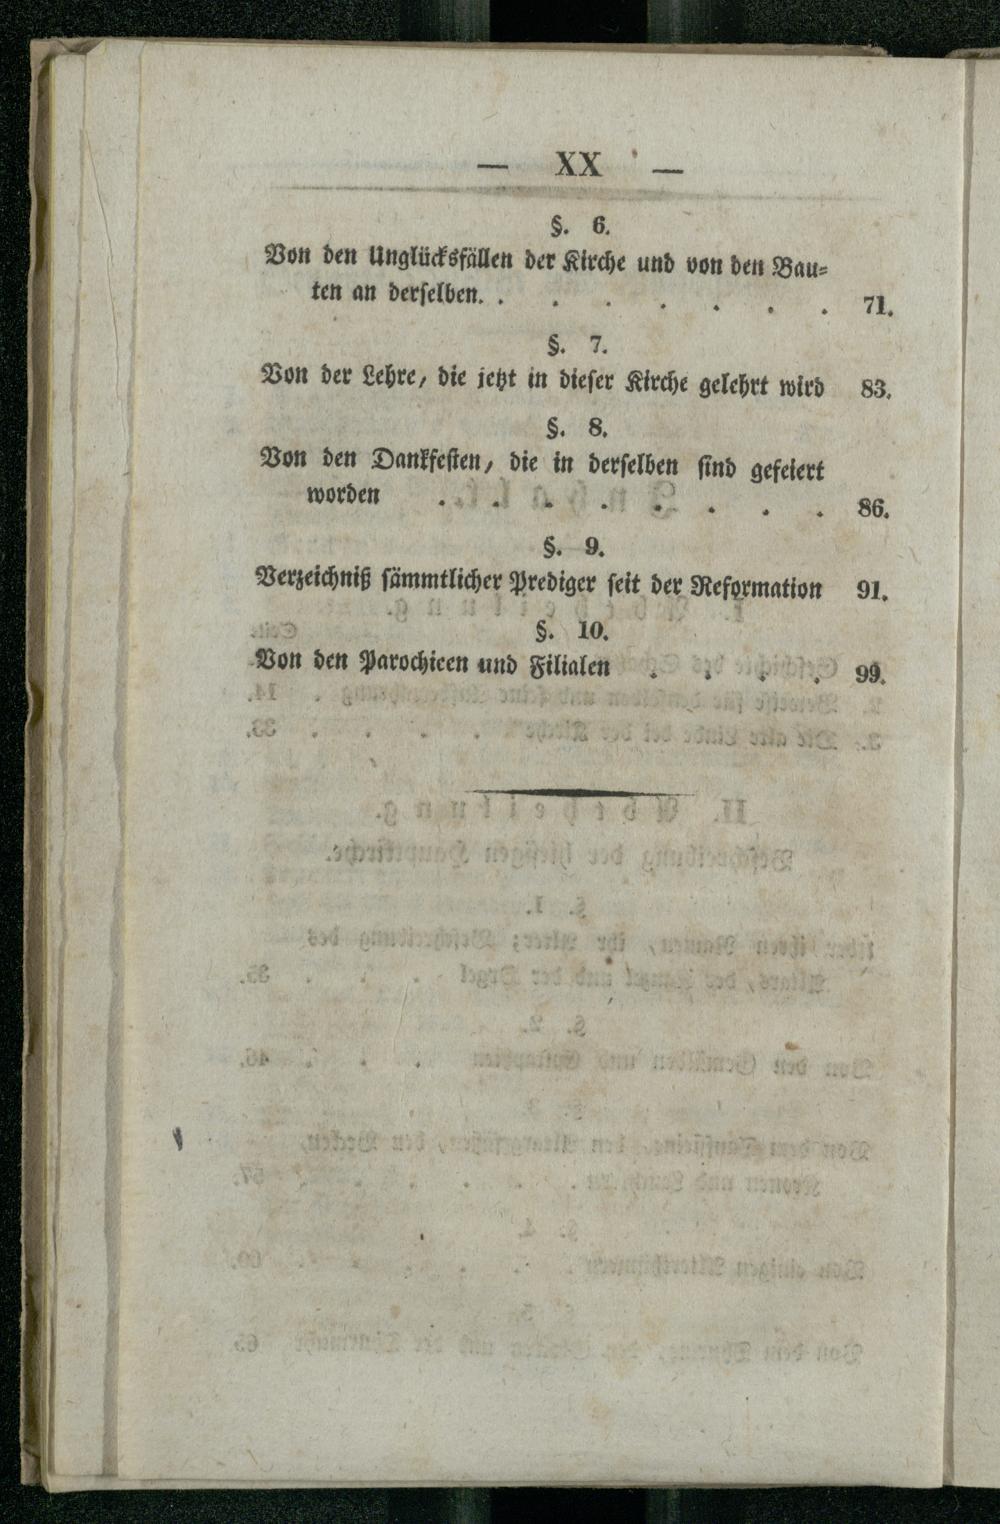 — XX —
§. 6.
Von den Unglücksfällen der Kirche und von den Bau=
ten an derselben. . . . . . . . 71.
§. 7.
Von der Lehre, die jetzt in dieser Kirche gelehrt wird 83.
§. 8.
Von den Dankfesten, die in derselben sind gefeiert
worden . . . . . . . . 86.
§. 9.
Verzeichniß sämmtlicher Prediger seit der Reformation 91.
§. 10.
Von den Parochieen und Filialen . . . . 99.